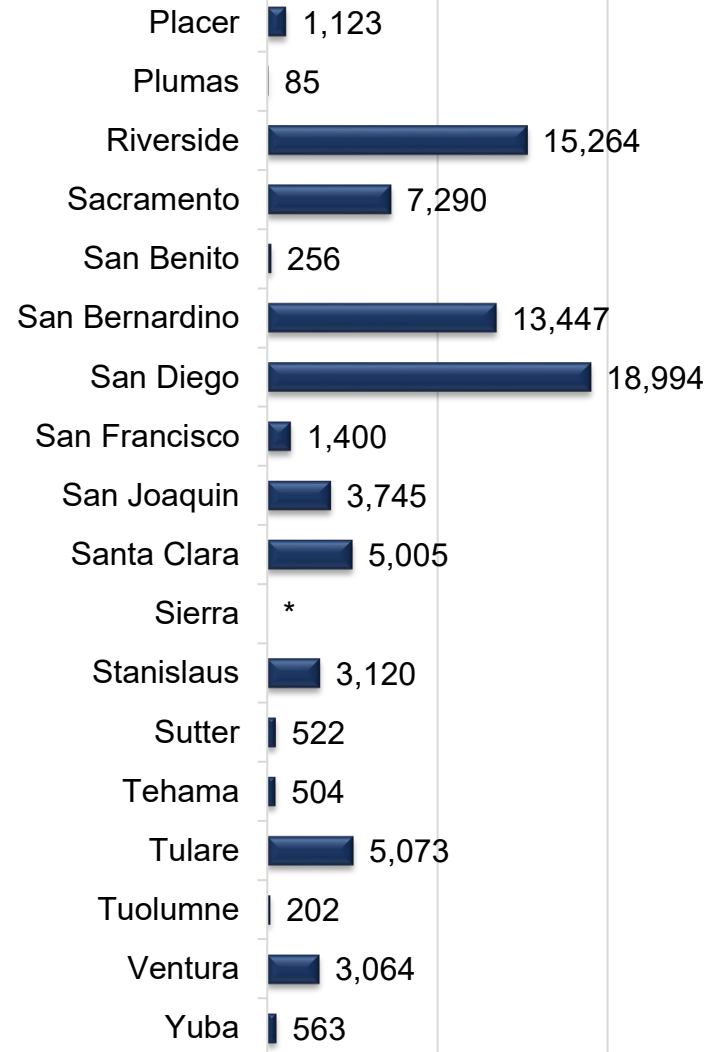 Placer 1,123
Plumas 85
Riverside 15,264
Sacramento 7,290
San Benito 256
San Bernardino 13,447
San Diego 18,994
San Francisco 1,400
San Joaquin 3,745
Santa Clara 5,005
Sierra *
Stanislaus 3,120
Sutter 522
Tehama 504
Tulare 5,073
Tuolumne 202
Ventura 3,064
Yuba 563